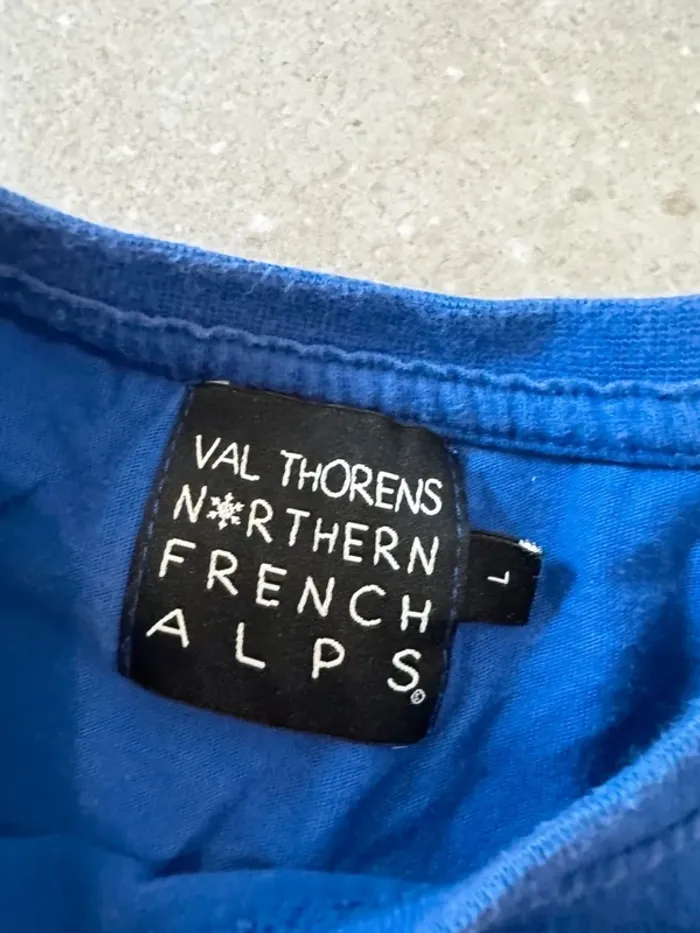 VAL THORENS
N*RTHERN
FRENCH
ALPS©
L